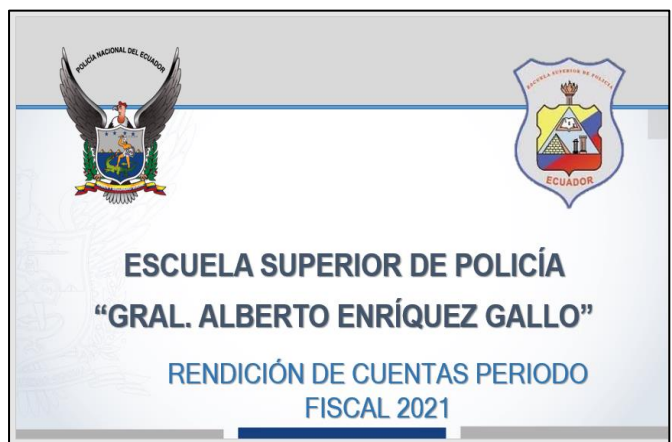 POLICÍA NACIONAL DEL ECUADOR
ESCUELA SUPERIOR DE POLICIA
ECUADOR
ESCUELA SUPERIOR DE POLICÍA
“GRAL. ALBERTO ENRÍQUEZ GALLO”
RENDICIÓN DE CUENTAS PERIODO
FISCAL 2021